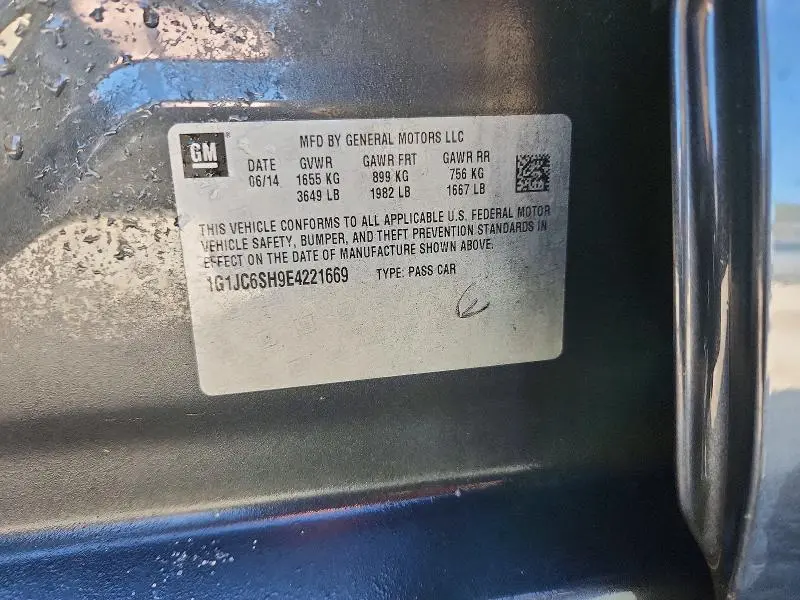 GM® MFD BY GENERAL MOTORS LLC
DATE GVWR GAWR FRT GAWR RR
06/14 1655 KG 899 KG 756 KG
3649 LB 1982 LB 1667 LB
THIS VEHICLE CONFORMS TO ALL APPLICABLE U.S. FEDERAL MOTOR
VEHICLE SAFETY, BUMPER, AND THEFT PREVENTION STANDARDS IN
EFFECT ON THE DATE OF MANUFACTURE SHOWN ABOVE.
1G1JC6SH9E4221669 TYPE: PASS CAR
6